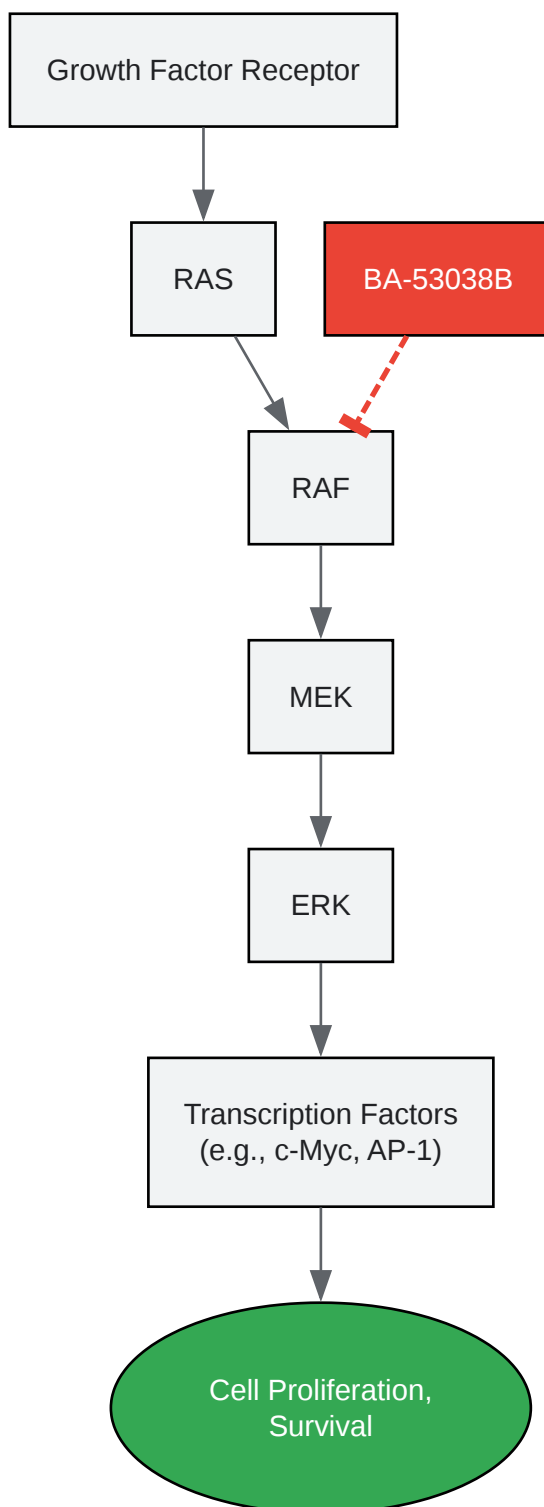 Growth Factor Receptor
RAS
BA-53038B
RAF
MEK
ERK
Transcription Factors
(e.g., c-Myc, AP-1)
Cell Proliferation,
Survival